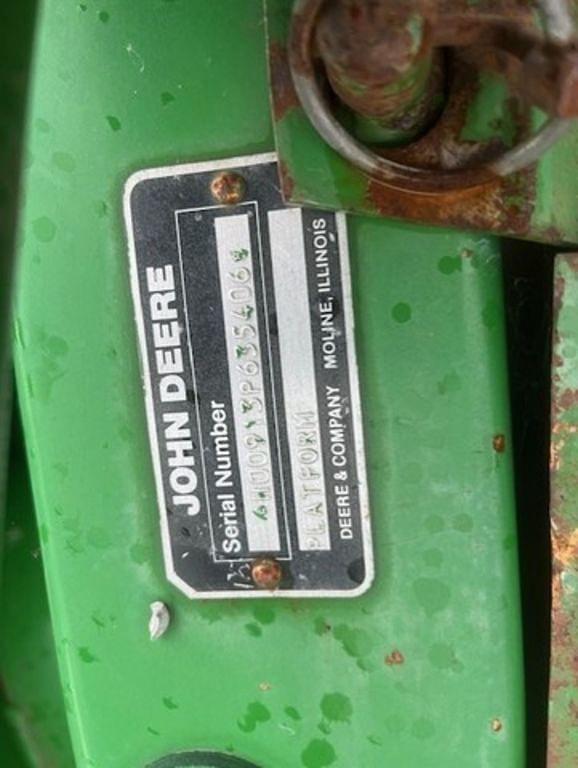 JOHN DEERE
Serial Number
PLATFORM
DEERE & COMPANY MOLINE, ILLINOIS